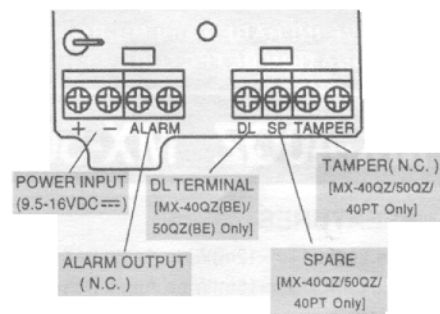 + - ALARM
DL SP TAMPER
POWER INPUT
(9.5-16VDC⎓)
ALARM OUTPUT
( N.C. )
DL TERMINAL
[MX-40QZ(BE)/
50QZ(BE) Only]
SPARE
[MX-40QZ/50QZ/
40PT Only]
TAMPER( N.C. )
[MX-40QZ/50QZ/
40PT Only]